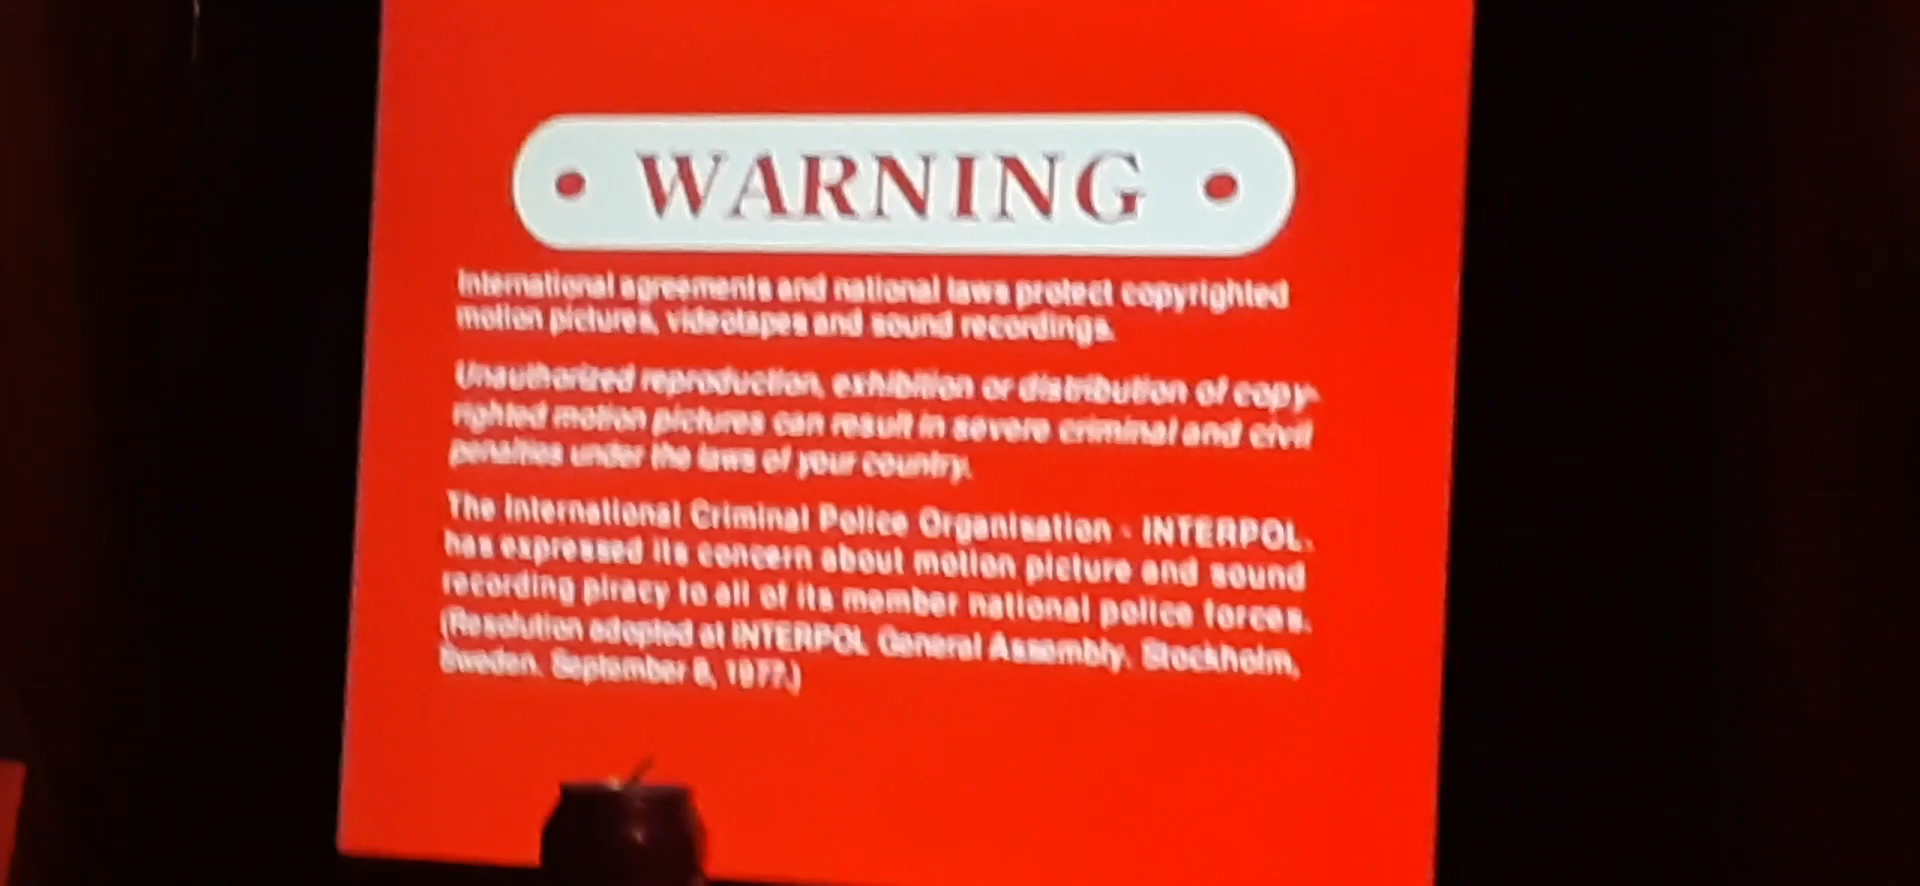 • WARNING •
International agreements and national laws protect copyrighted
motion pictures, videotapes and sound recordings.
Unauthorized reproduction, exhibition or distribution of copy-
righted motion pictures can result in severe criminal and civil
penalties under the laws of your country.
The International Criminal Police Organisation - INTERPOL,
has expressed its concern about motion picture and sound
recording piracy to all of its member national police forces.
(Resolution adopted at INTERPOL General Assembly, Stockholm,
Sweden, September 8, 1977.)